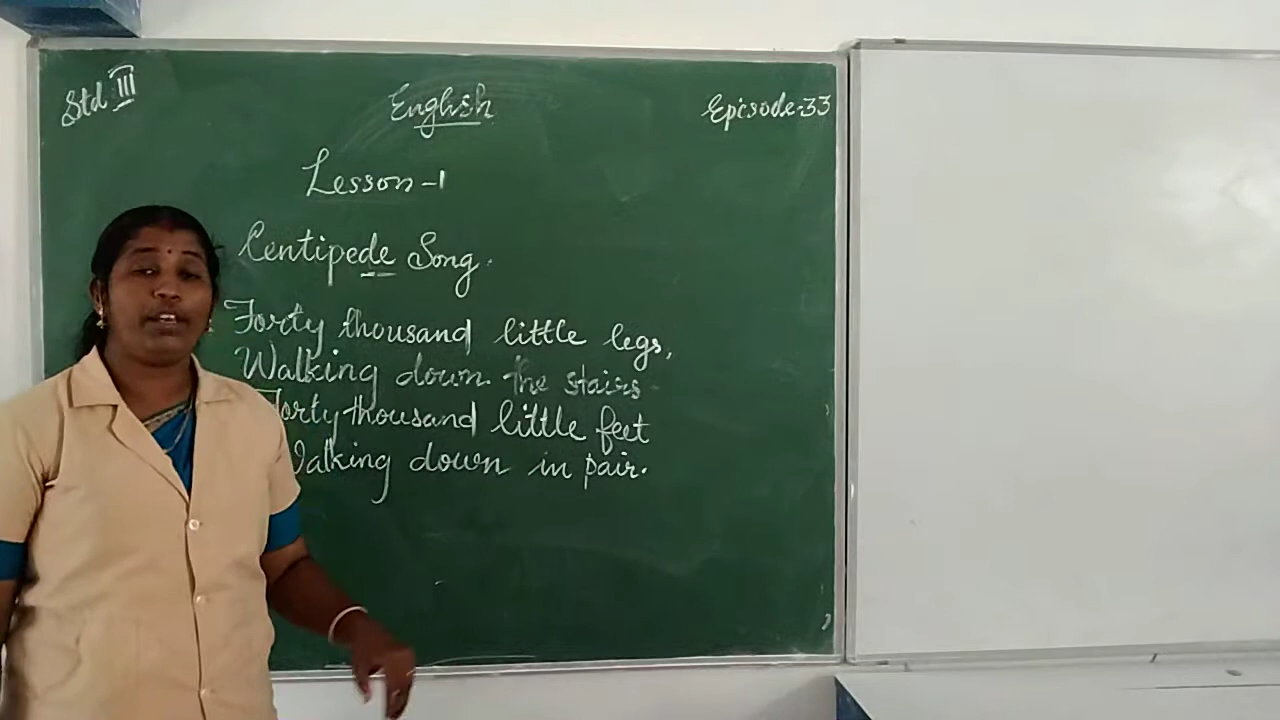 Std III
English
Episode-33
Lesson-1
Centipede Song.
Forty thousand little legs,
Walking down the stairs
Forty thousand little feet
Walking down in pair.